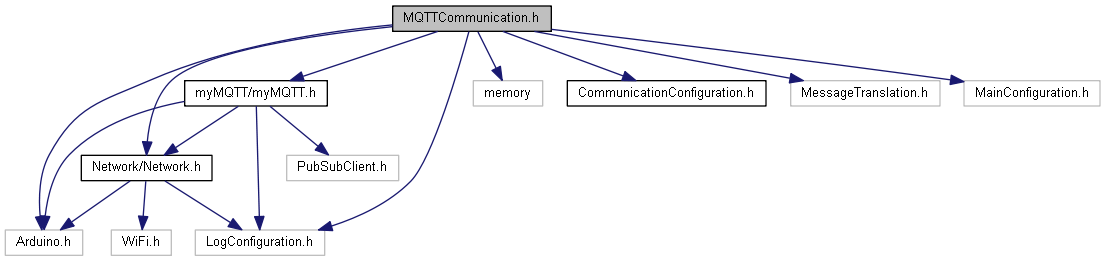 MQTTCommunication.h
myMQTT/myMQTT.h
memory
CommunicationConfiguration.h
MessageTranslation.h
MainConfiguration.h
Network/Network.h
PubSubClient.h
Arduino.h
WiFi.h
LogConfiguration.h